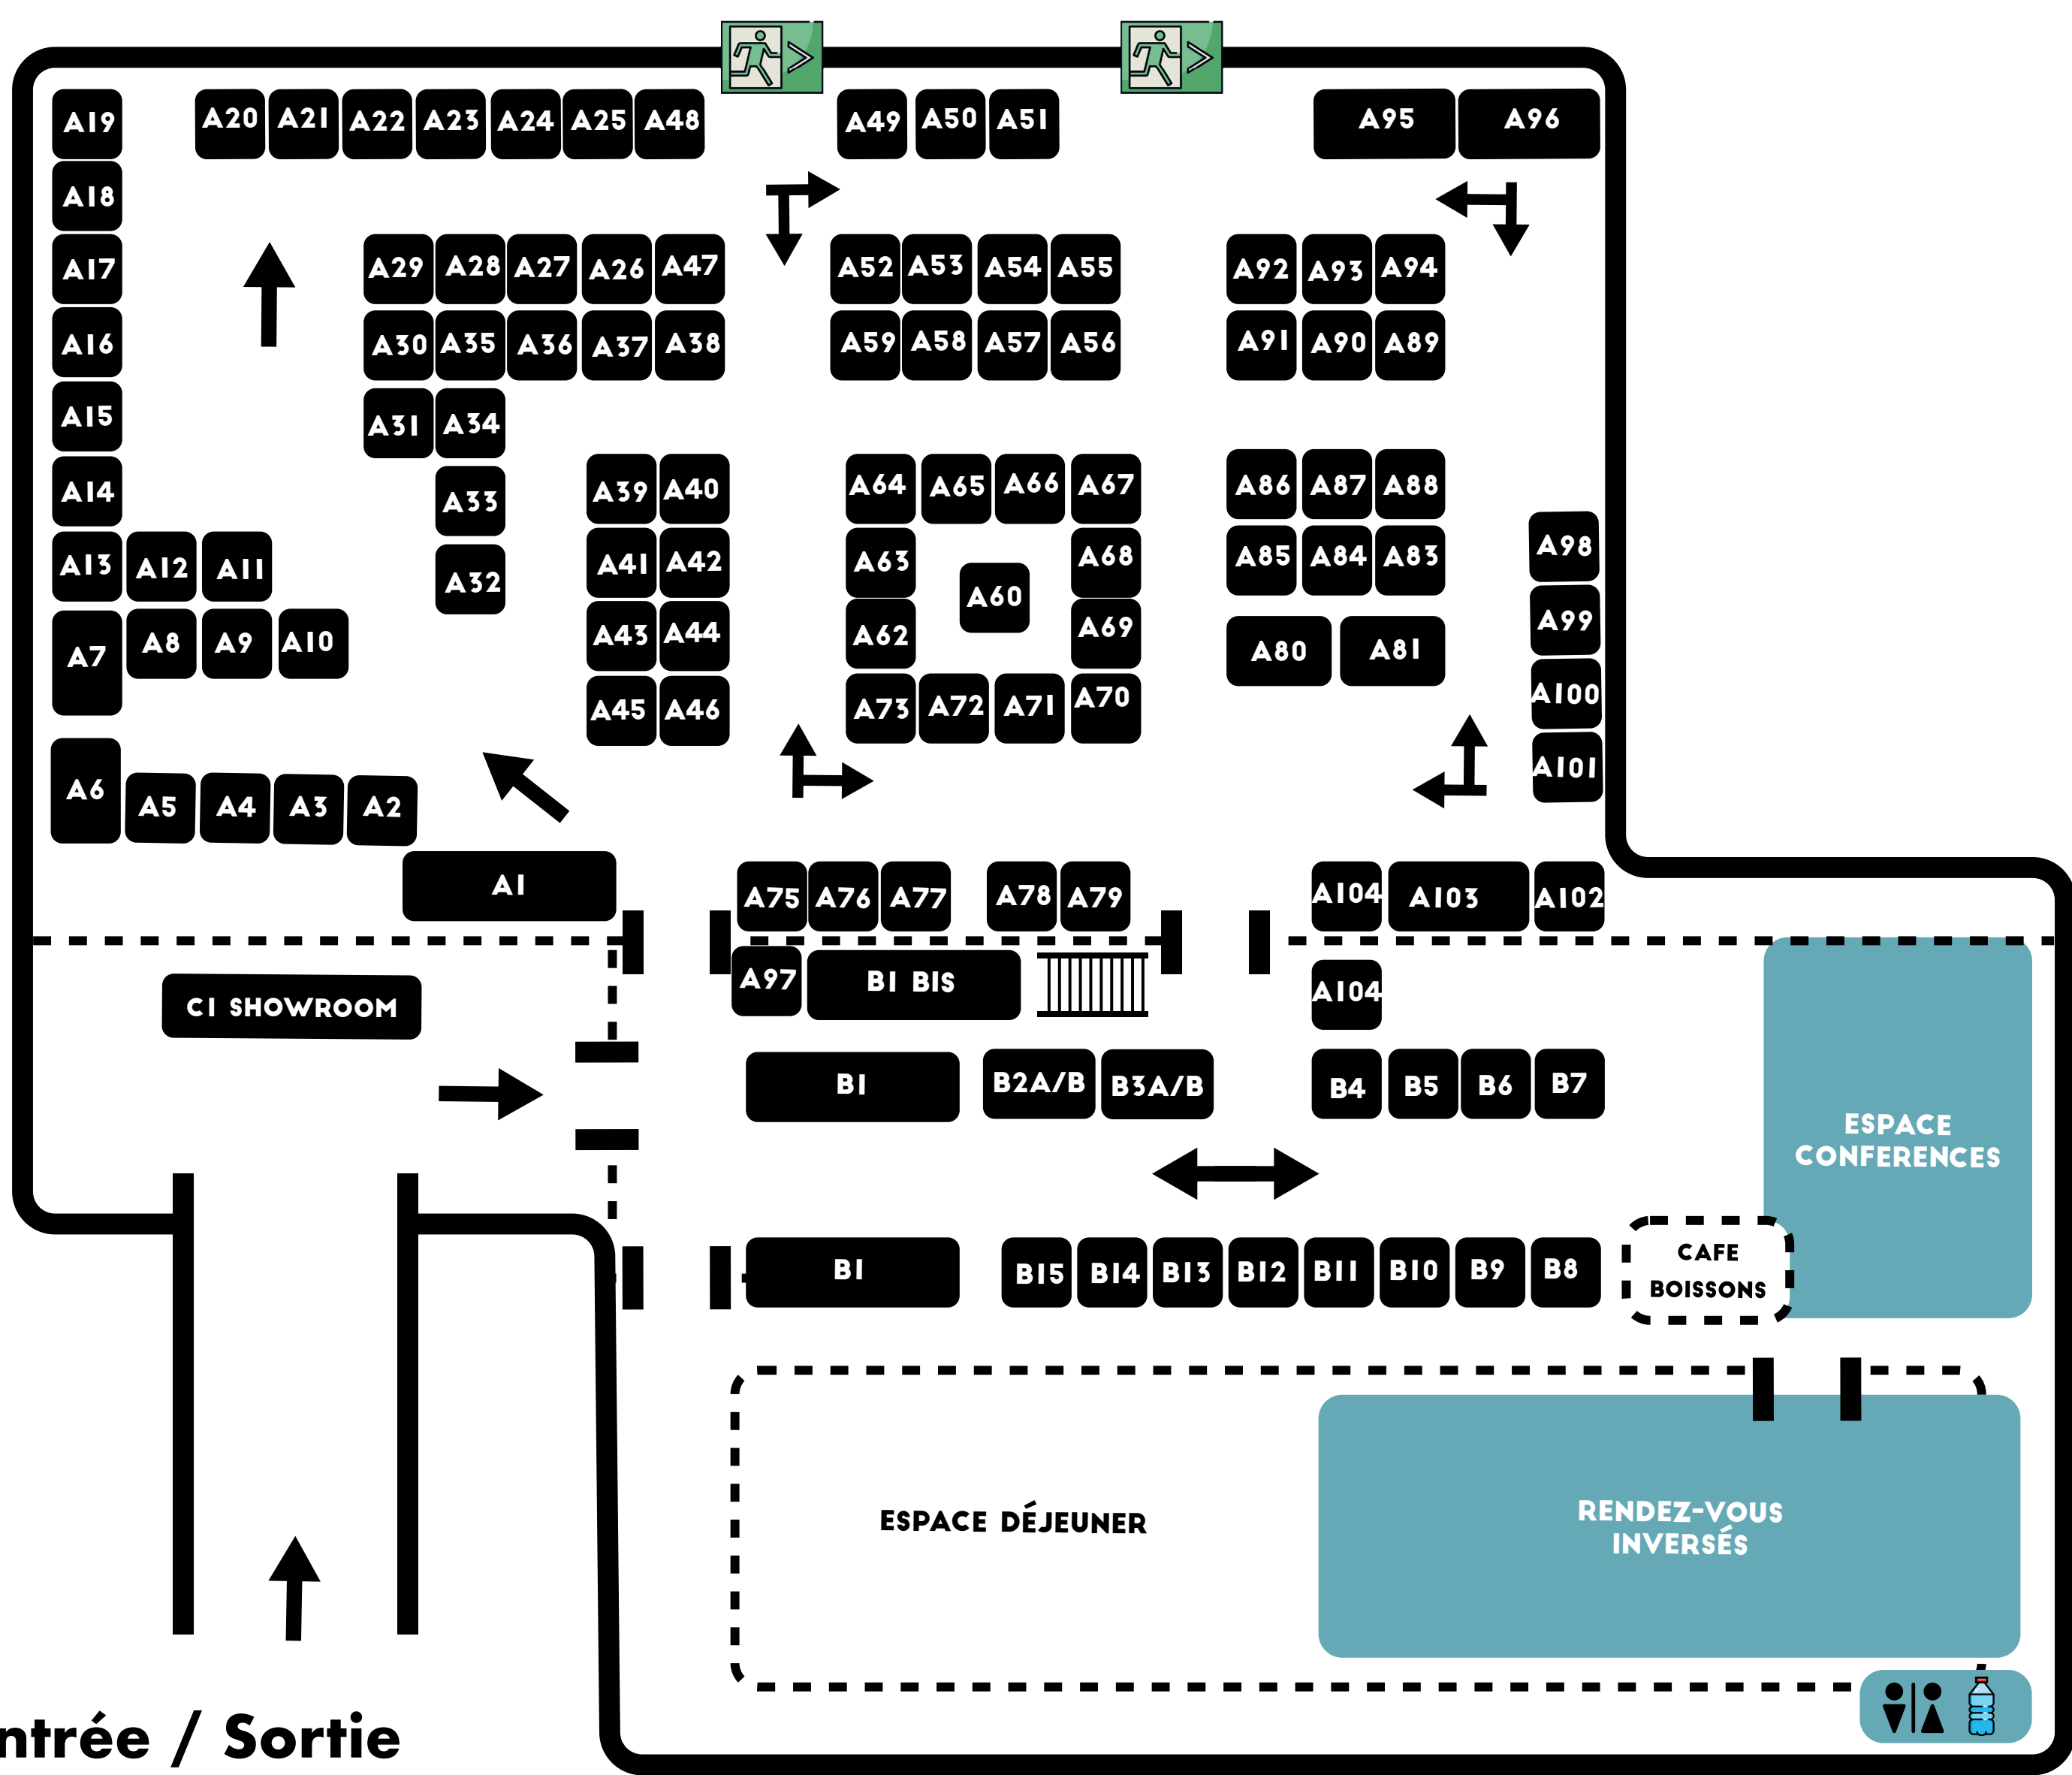 A19 A20 A21 A22 A23 A24 A25 A48 A49 A50 A51 A95 A96
A18
A17 A29 A28 A27 A26 A47 A52 A53 A54 A55 A92 A93 A94
A16 A30 A35 A36 A37 A38 A59 A58 A57 A56 A91 A90 A89
A15 A31 A34
A14 A33 A39 A40 A64 A65 A66 A67 A86 A87 A88
A13 A12 A11 A32 A41 A42 A63 A68 A85 A84 A83 A98
A60
A7 A8 A9 A10 A43 A44 A62 A69 A80 A81 A99
A45 A46 A73 A72 A71 A70 A100
A6 A5 A4 A3 A2 A101
A1 A75 A76 A77 A78 A79 A104 A103 A102
C1 SHOWROOM A97 B1 BIS A104
B1 B2A/B B3A/B B4 B5 B6 B7
ESPACE
CONFERENCES
B1 B15 B14 B13 B12 B11 B10 B9 B8
CAFE
BOISSONS
ESPACE DÉJEUNER
RENDEZ-VOUS
INVERSÉS
ntrée / Sortie